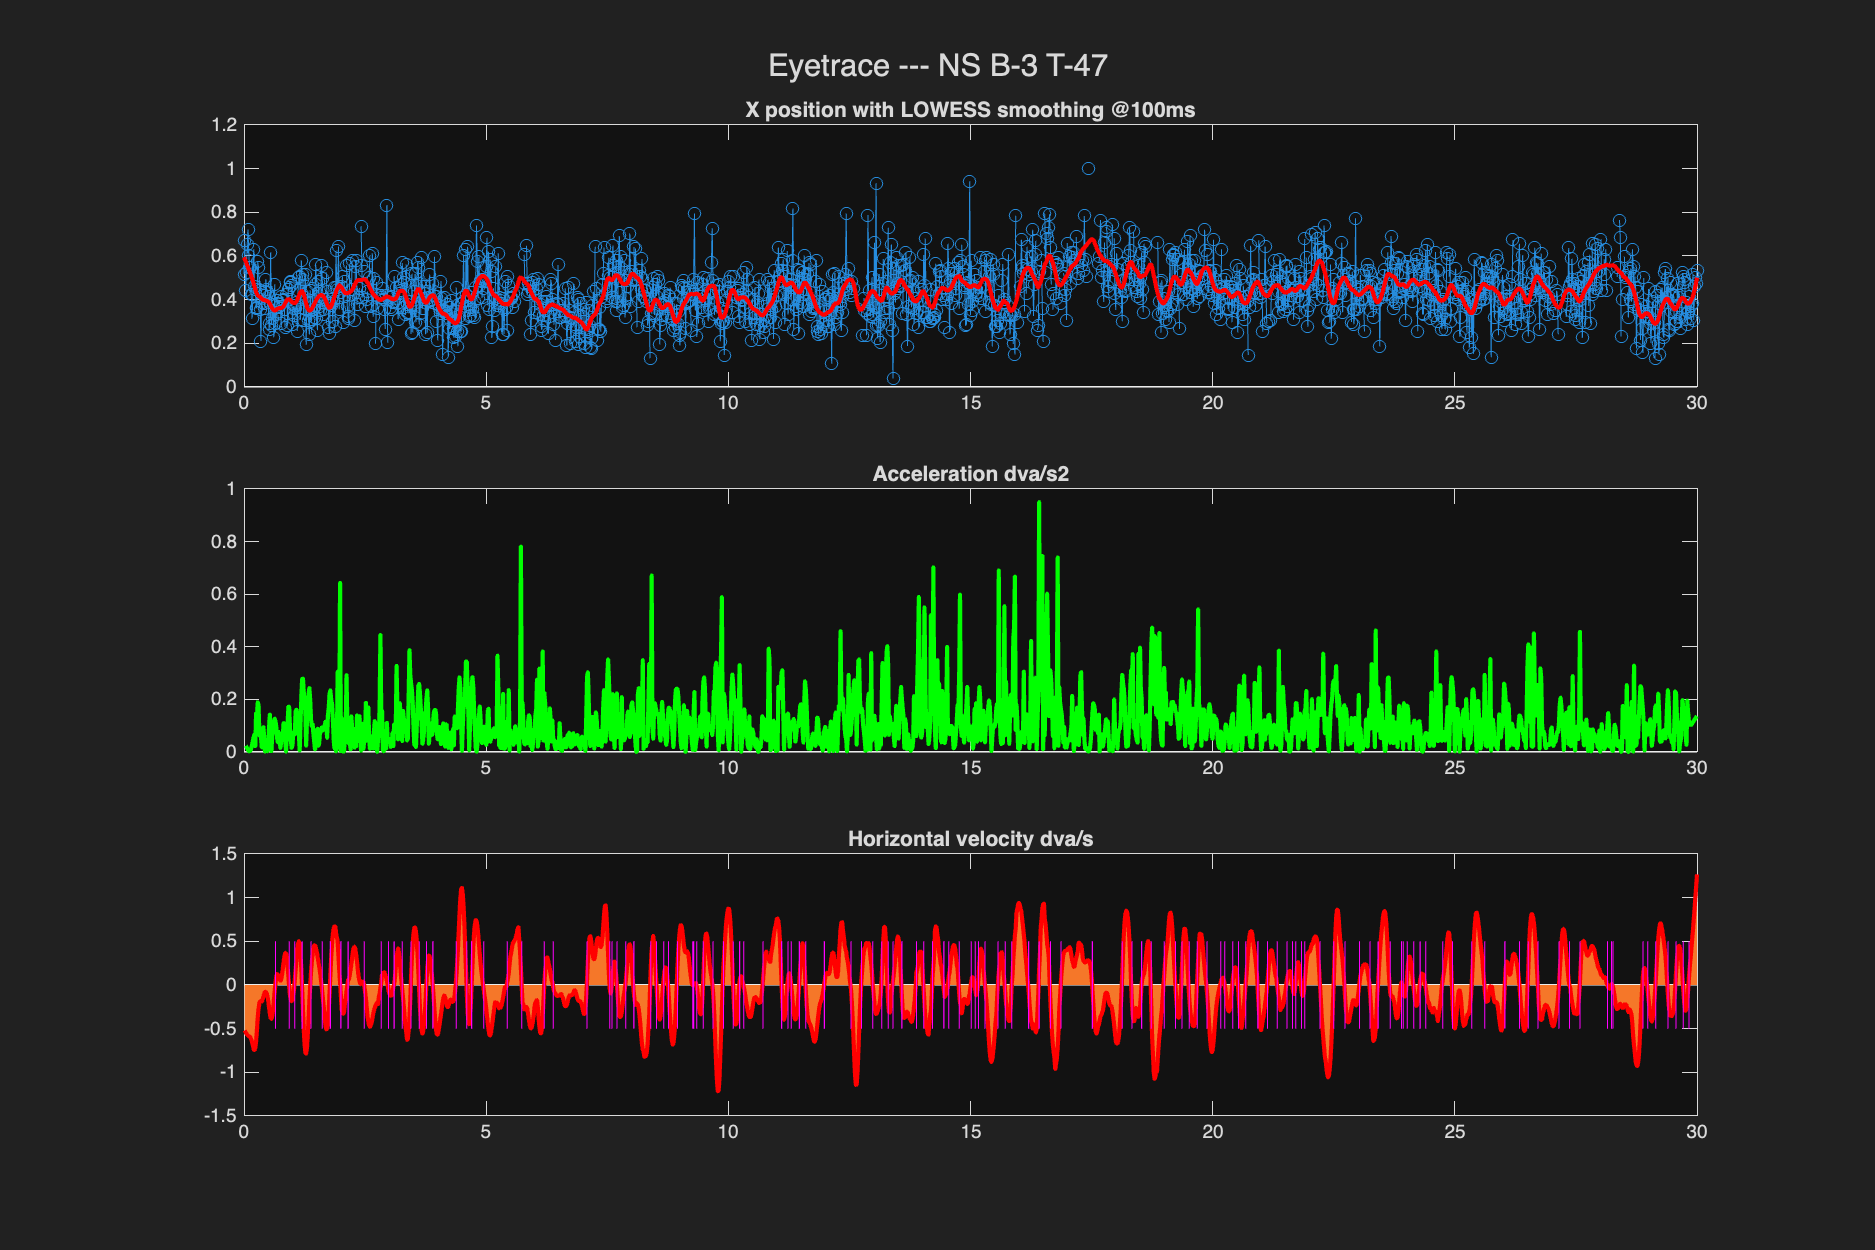 Eyetrace --- NS B-3 T-47
X position with LOWESS smoothing @100ms
1.2
1
0.8
0.6
0.4
0.2
0
0 5 10 15 20 25 30
Acceleration dva/s2
1
0.8
0.6
0.4
0.2
0
0 5 10 15 20 25 30
Horizontal velocity dva/s
1.5
1
0.5
0
-0.5
-1
-1.5
0 5 10 15 20 25 30